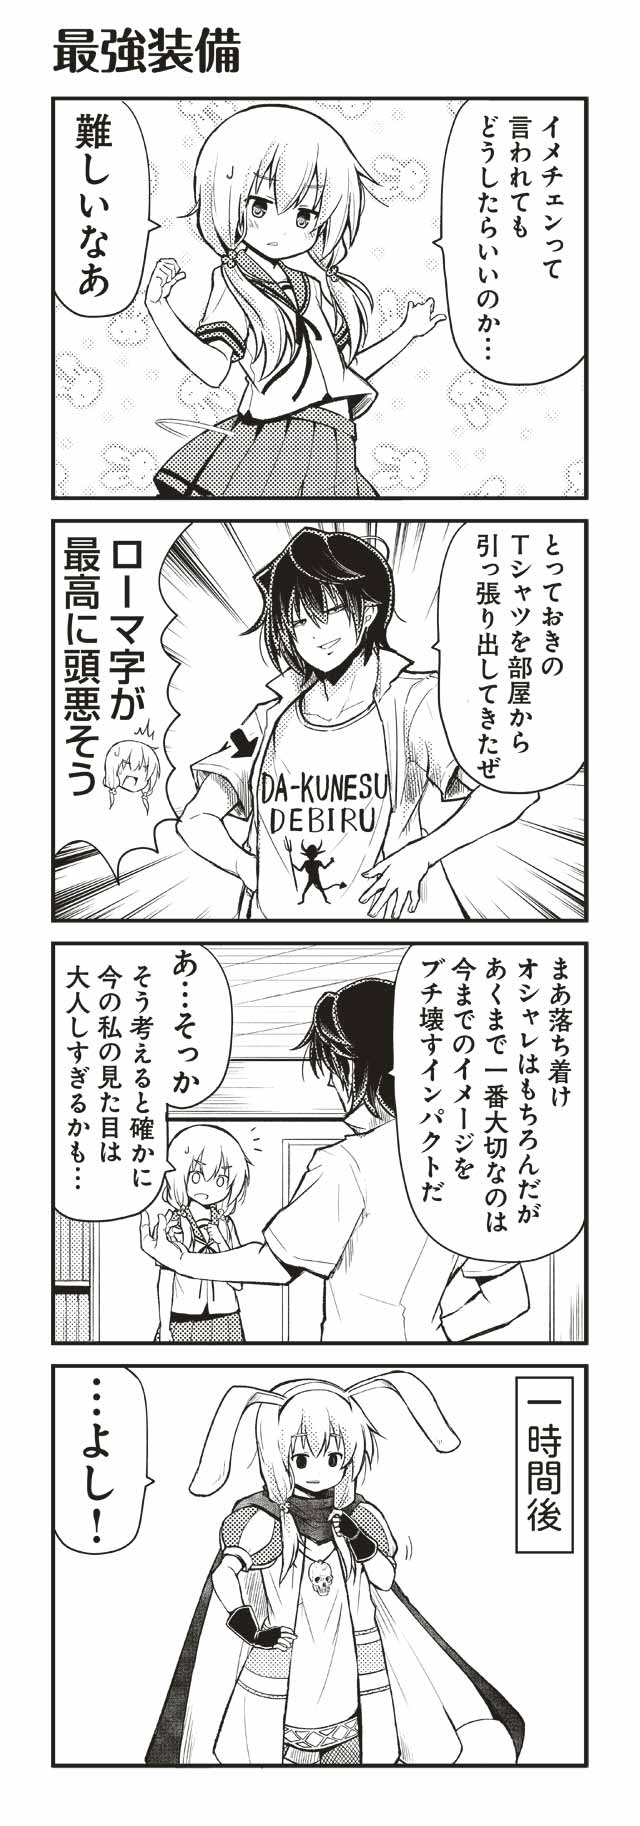 最強装備
イメチェンって
言われても
どうしたらいいのか…
難しいなあ
とっておきの
Tシャツを部屋から
引っ張り出してきたぜ
DA-KUNESU
DEBIRU
ローマ字が
最高に頭悪そう
まあ落ち着け
オシャレはもちろんだが
あくまで一番大切なのは
今までのイメージを
ブチ壊すインパクトだ
あ…そっか
そう考えると確かに
今の私の見た目は
大人しすぎるかも…
一時間後
…よし!